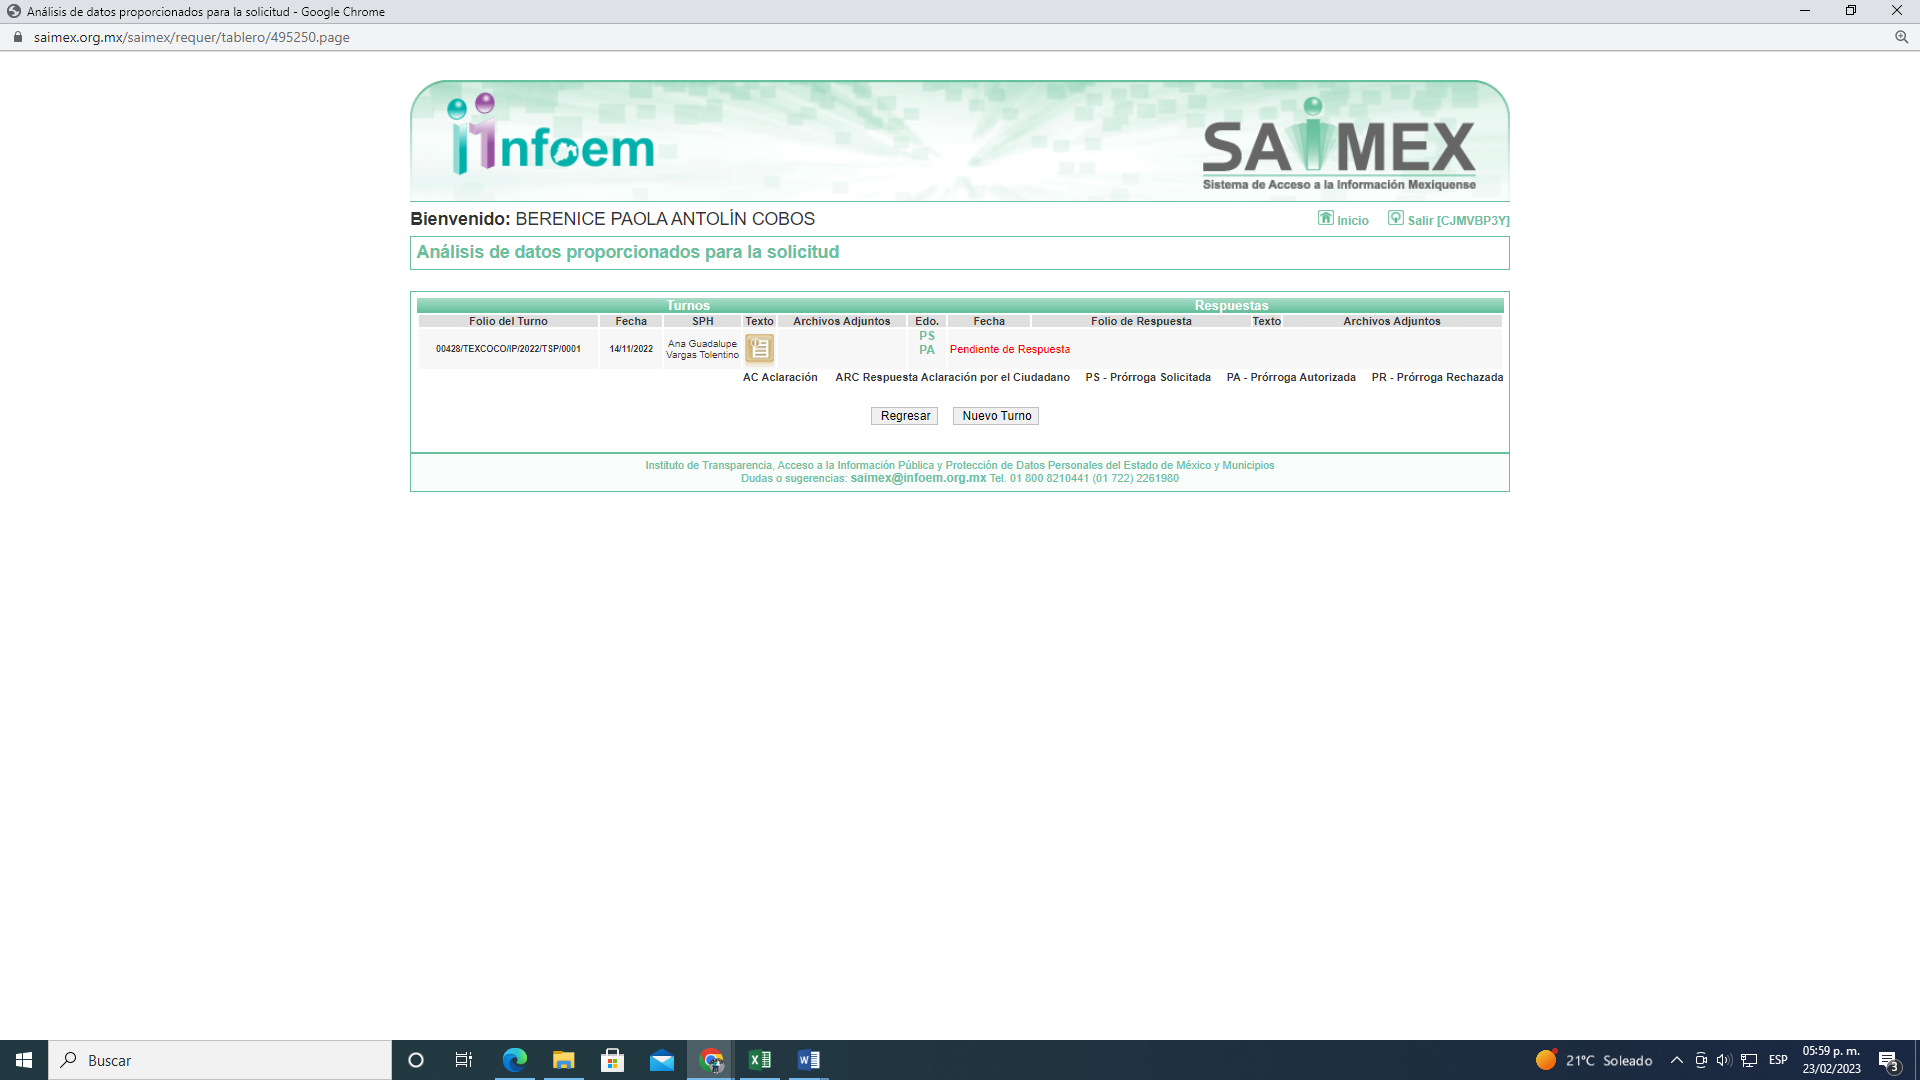 Análisis de datos proporcionados para la solicitud - Google Chrome
saimex.org.mx/saimex/requer/tablero/495250.page
infoem
SAIMEX
Sistema de Acceso a la Información Mexiquense
Bienvenido: BERENICE PAOLA ANTOLÍN COBOS
Inicio Salir [CJMVBP3Y]
Análisis de datos proporcionados para la solicitud
Turnos Respuestas
Folio del Turno Fecha SPH Texto Archivos Adjuntos Edo. Fecha Folio de Respuesta Texto Archivos Adjuntos
00428/TEXCOCO/IP/2022/TSP/0001 14/11/2022 Ana Guadalupe Vargas Tolentino PS PA Pendiente de Respuesta
AC Aclaración ARC Respuesta Aclaración por el Ciudadano PS - Prórroga Solicitada PA - Prórroga Autorizada PR - Prórroga Rechazada
Regresar Nuevo Turno
Instituto de Transparencia, Acceso a la Información Pública y Protección de Datos Personales del Estado de México y Municipios
Dudas o sugerencias: saimex@infoem.org.mx Tel. 01 800 8210441 (01 722) 2261980
Buscar
21°C Soleado
ESP
05:59 p. m.
23/02/2023
3